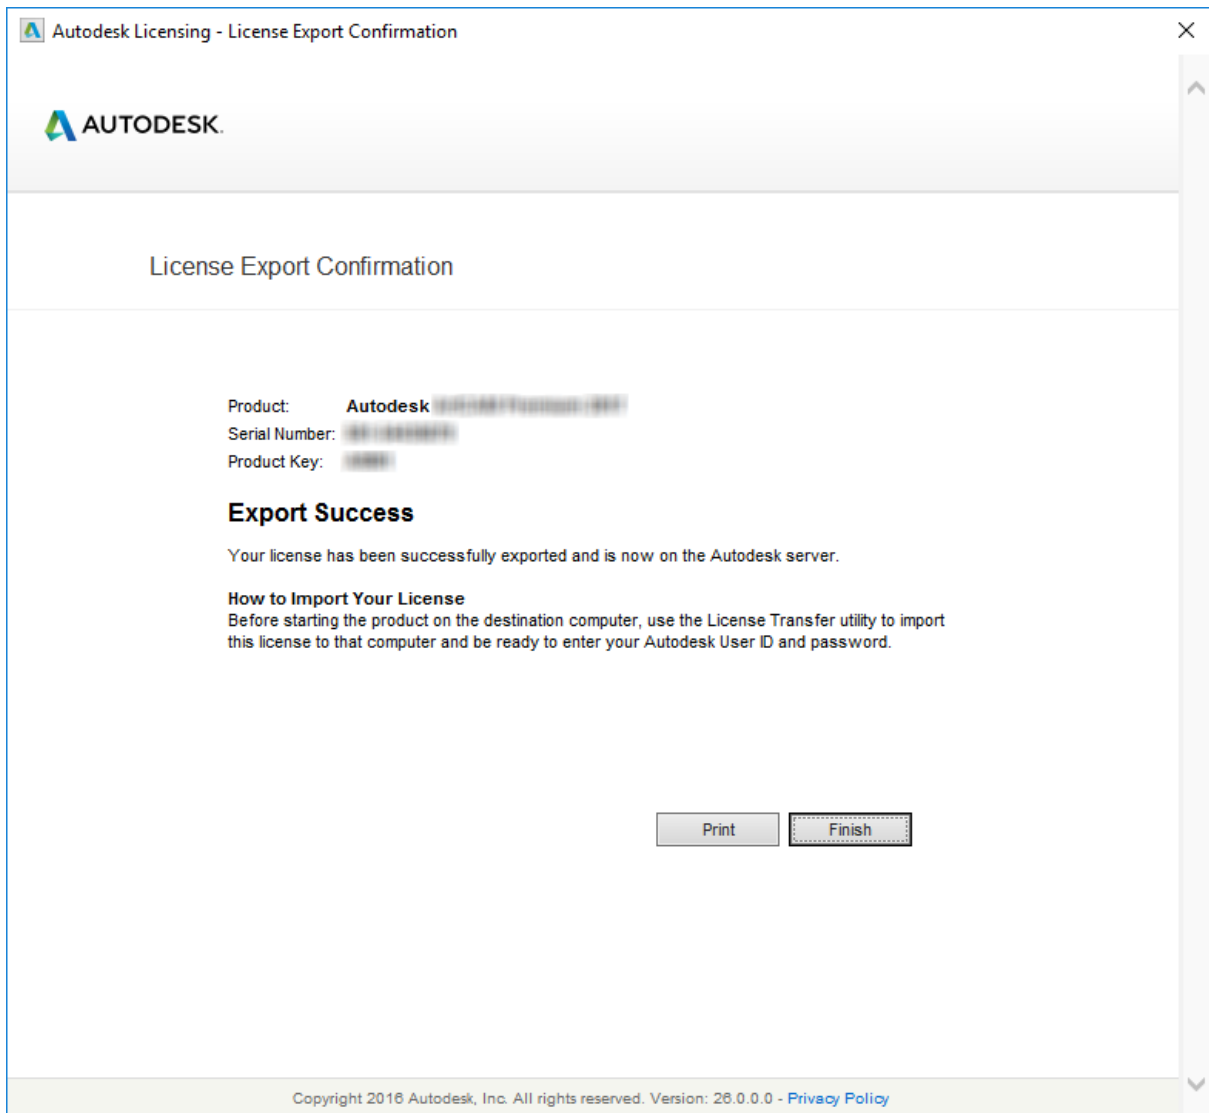 Autodesk Licensing - License Export Confirmation
AUTODESK.
License Export Confirmation
Product: Autodesk
Serial Number:
Product Key:
Export Success
Your license has been successfully exported and is now on the Autodesk server.
How to Import Your License
Before starting the product on the destination computer, use the License Transfer utility to import
this license to that computer and be ready to enter your Autodesk User ID and password.
Print Finish
Copyright 2016 Autodesk, Inc. All rights reserved. Version: 26.0.0.0 - Privacy Policy